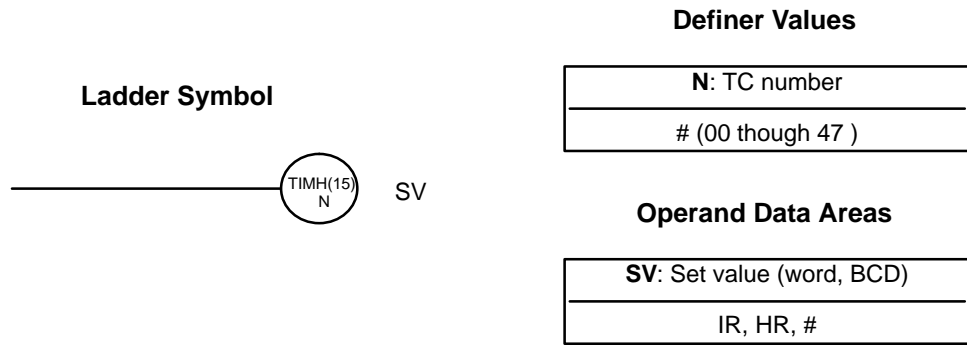 Ladder Symbol
TIMH(15)
N
SV
Definer Values
N: TC number
# (00 though 47 )
Operand Data Areas
SV: Set value (word, BCD)
IR, HR, #